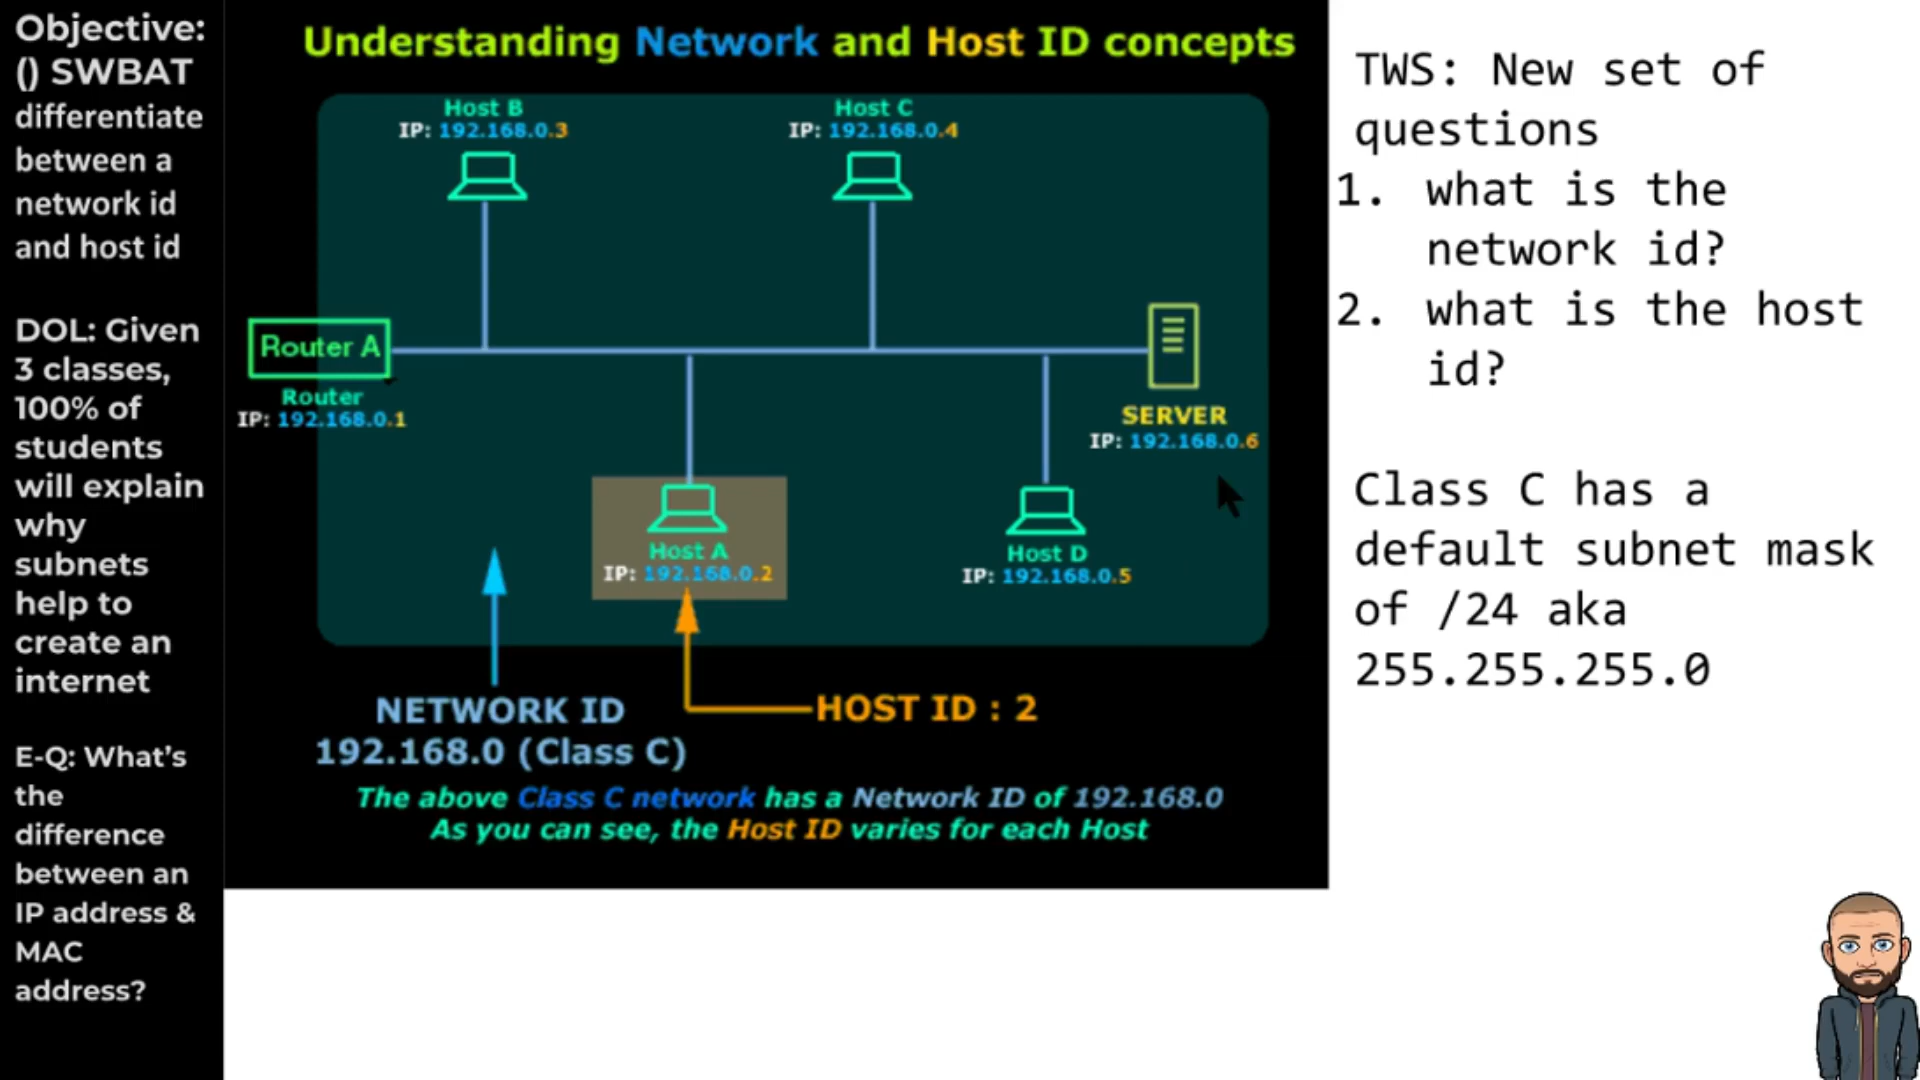 Objective:
() SWBAT
differentiate
between a
network id
and host id
DOL: Given
3 classes,
100% of
students
will explain
why
subnets
help to
create an
internet
E-Q: What's
the
difference
between an
IP address &
MAC
address?
Understanding Network and Host ID concepts
Host B
IP: 192.168.0.3
Host C
IP: 192.168.0.4
Router A
Router
IP: 192.168.0.1
SERVER
IP: 192.168.0.6
Host A
IP: 192.168.0.2
Host D
IP: 192.168.0.5
NETWORK ID
192.168.0 (Class C)
HOST ID : 2
The above Class C network has a Network ID of 192.168.0
As you can see, the Host ID varies for each Host
TWS: New set of
questions
1. what is the
network id?
2. what is the host
id?
Class C has a
default subnet mask
of /24 aka
255.255.255.0